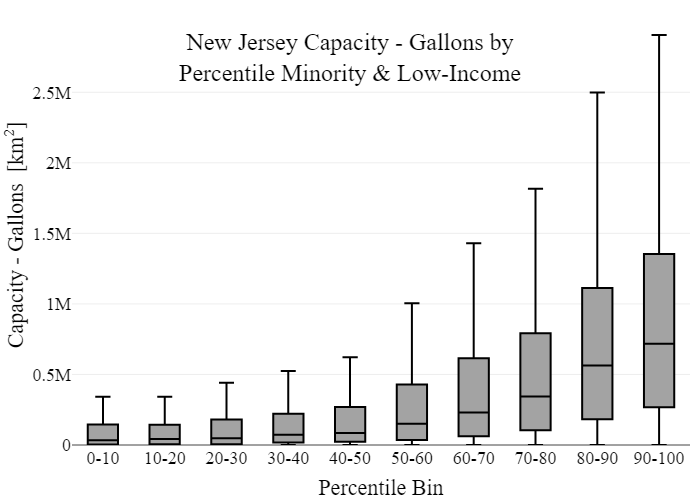 New Jersey Capacity - Gallons by
Percentile Minority & Low-Income
Capacity - Gallons [km²]
2.5M
2M
1.5M
1M
0.5M
0
0-10 10-20 20-30 30-40 40-50 50-60 60-70 70-80 80-90 90-100
Percentile Bin